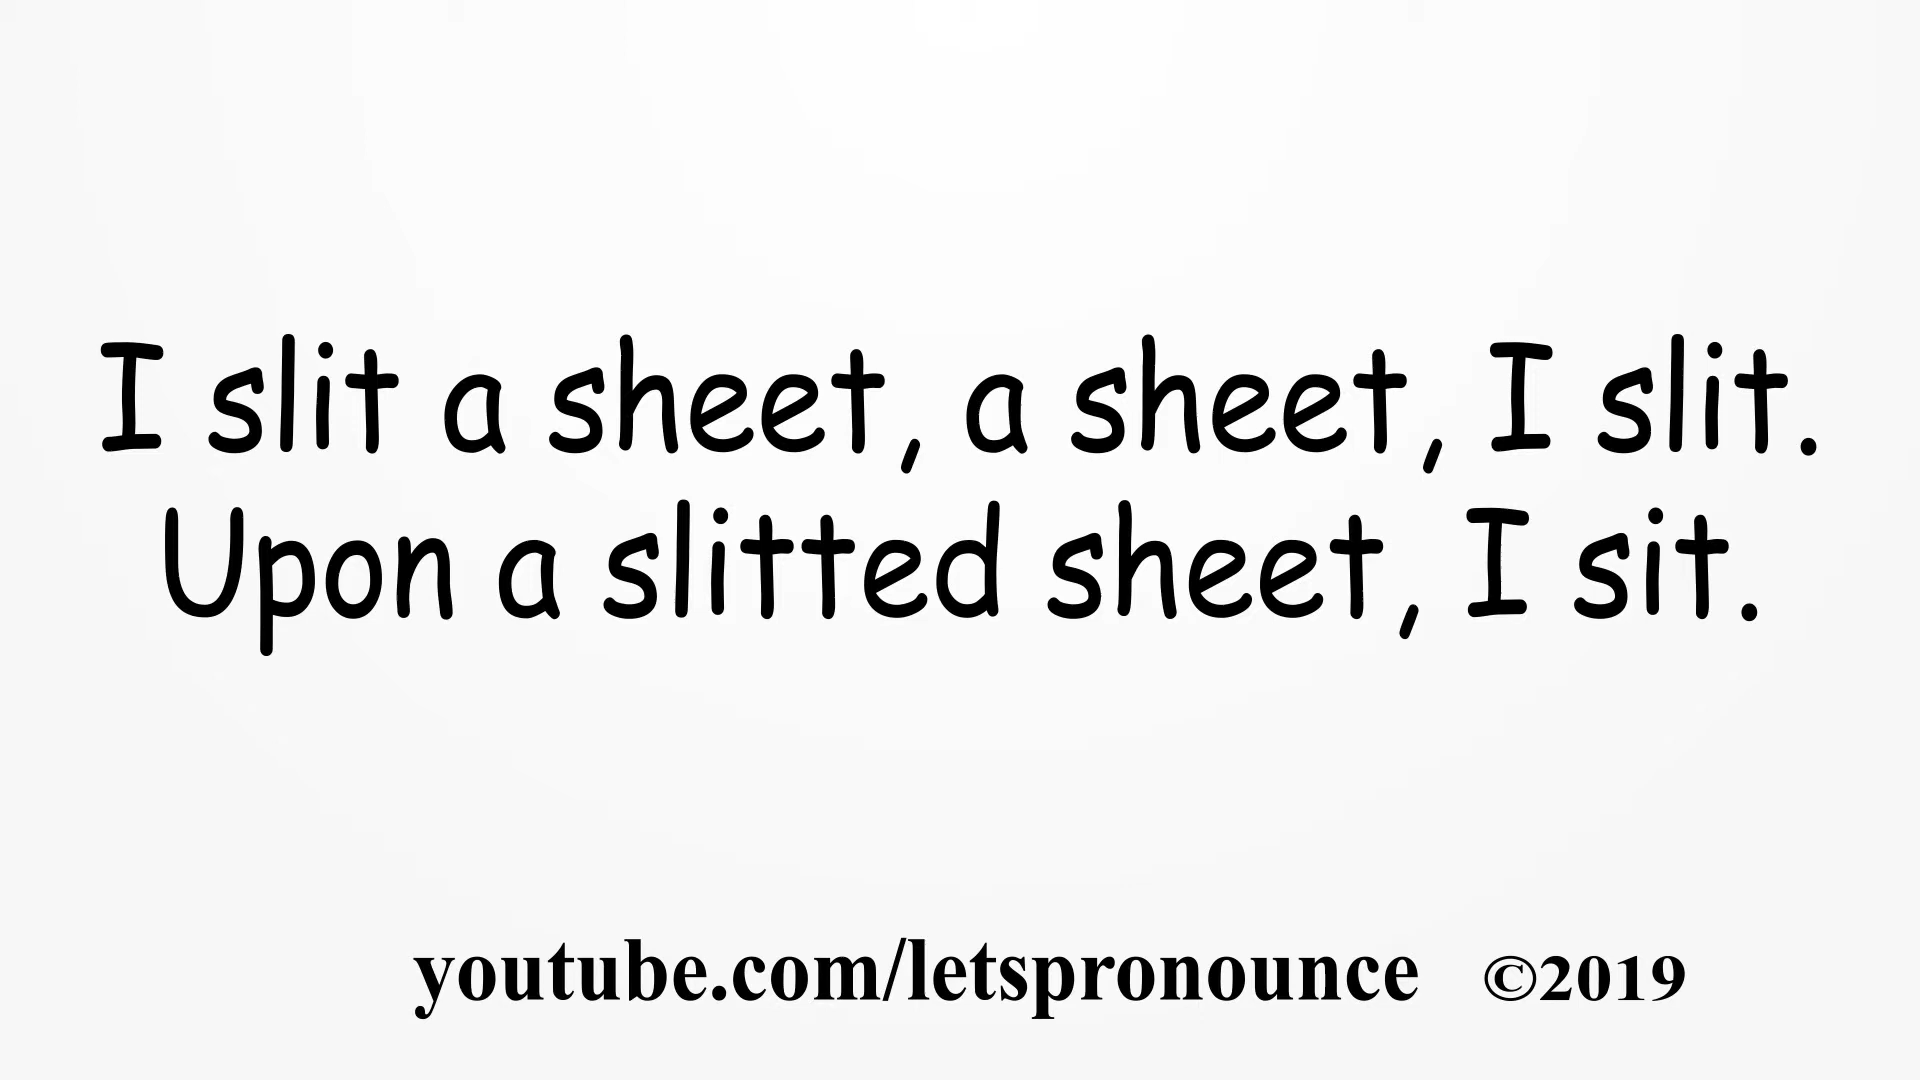 I slit a sheet, a sheet, I slit.
Upon a slitted sheet, I sit.
youtube.com/letspronounce ©2019